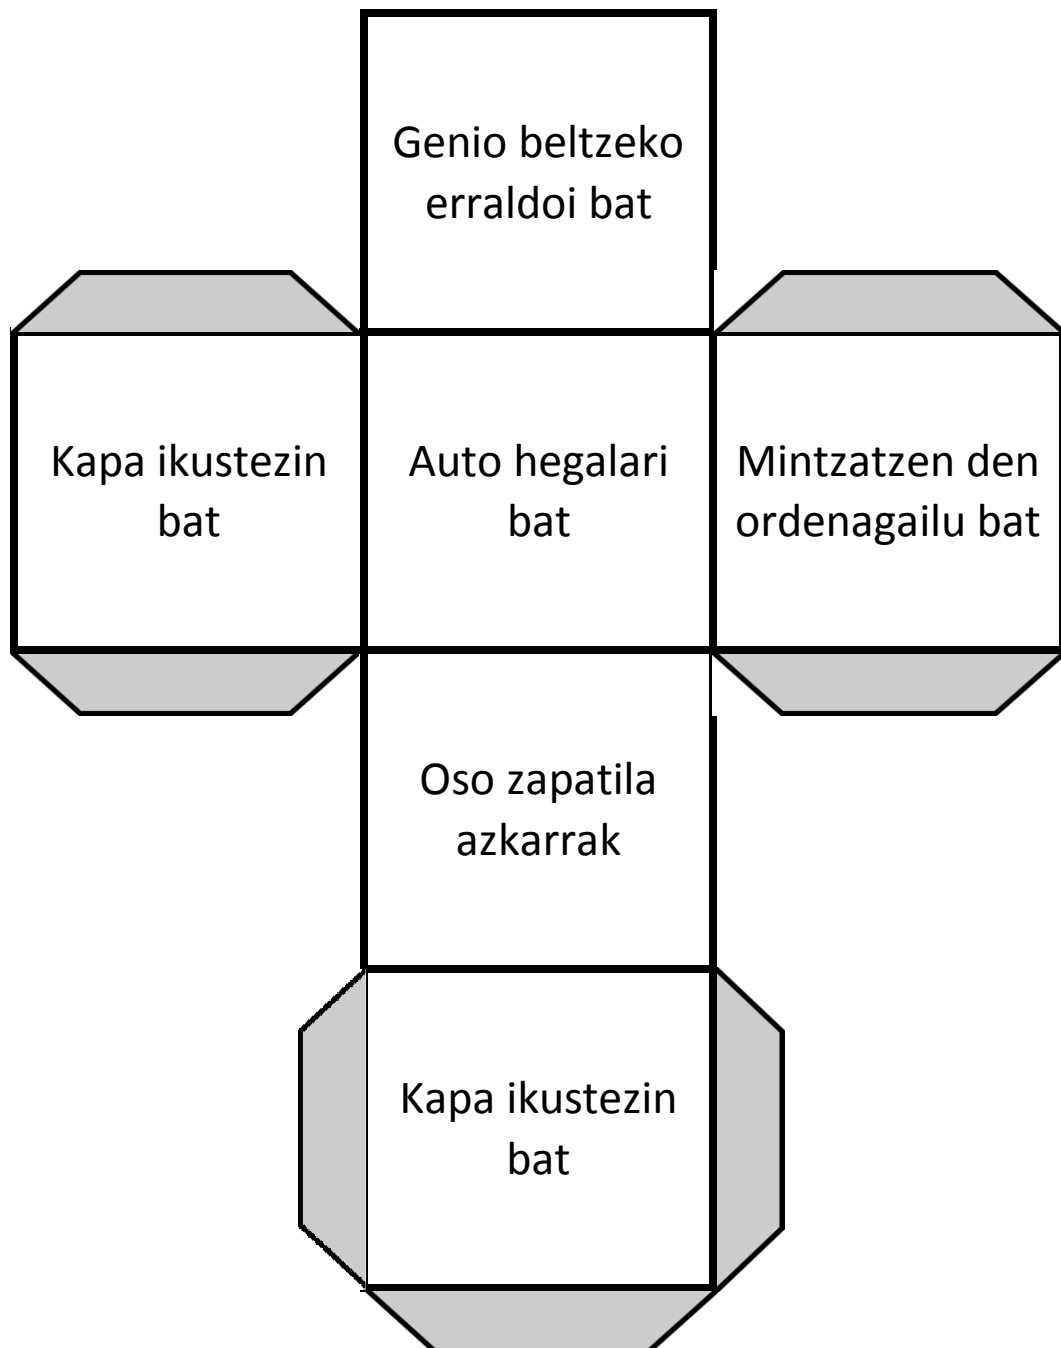 Genio beltzeko
erraldoi bat
Kapa ikustezin
bat
Auto hegalari
bat
Mintzatzen den
ordenagailu bat
Oso zapatila
azkarrak
Kapa ikustezin
bat